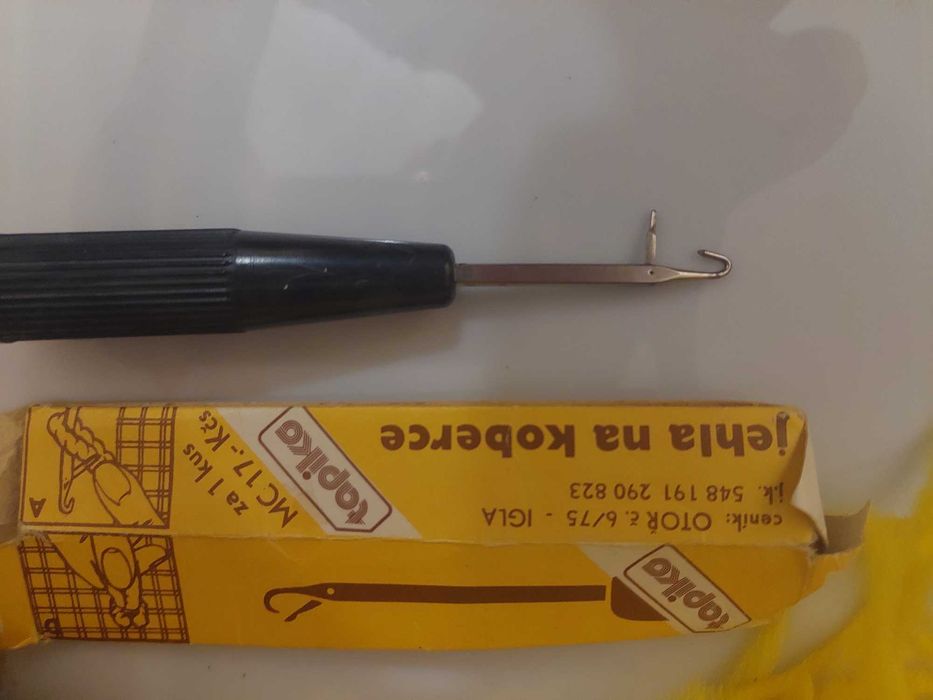 jehla na koberce
j.k. 548 191 290 823
ceník: OTOŘ č. 6/75 - IGLA
tapika
MC 17,- Kčs
za 1 kus
A
tapika